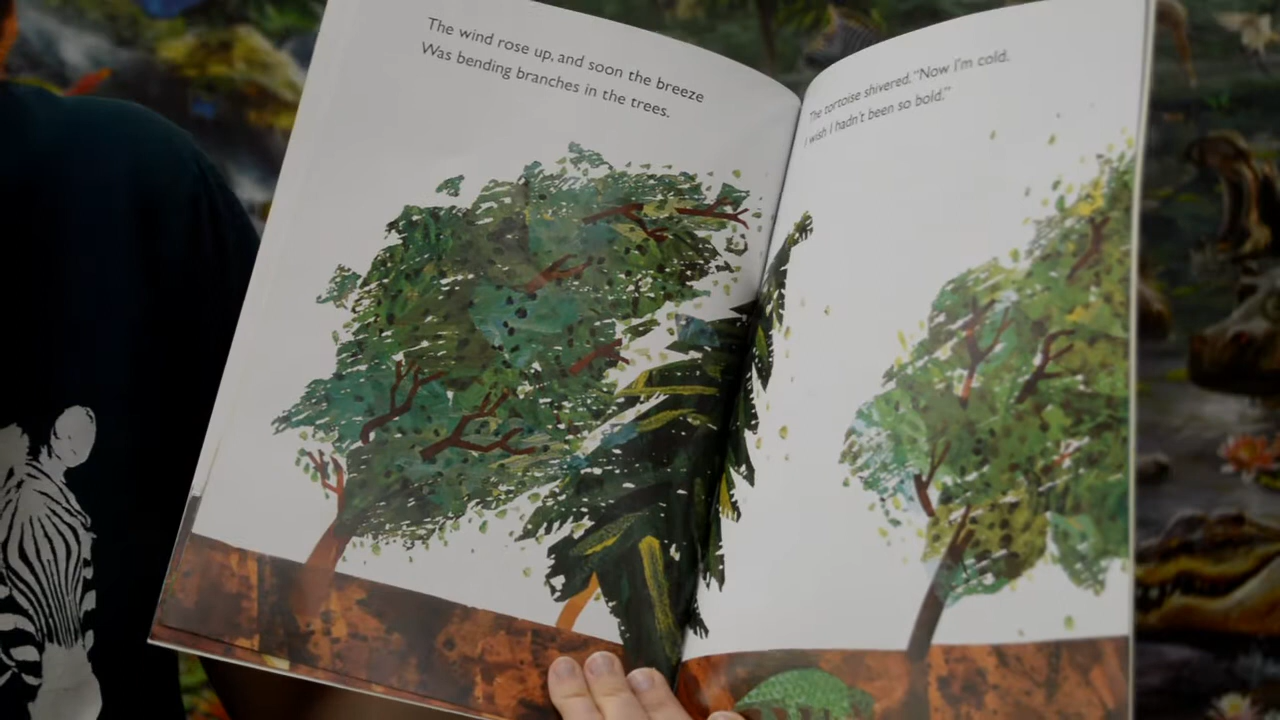 The wind rose up, and soon the breeze
Was bending branches in the trees.
The tortoise shivered. "Now I'm cold.
I wish I hadn't been so bold."